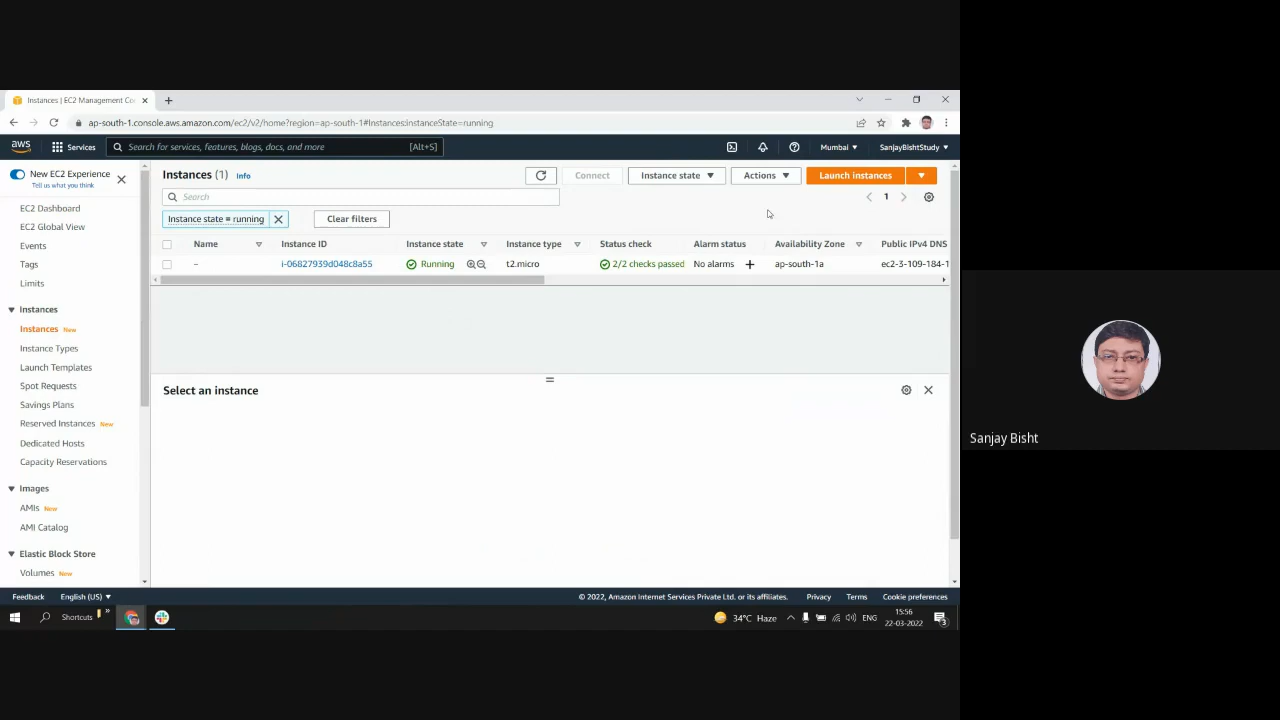 Instances | EC2 Management Co
ap-south-1.console.aws.amazon.com/ec2/v2/home?region=ap-south-1#Instances:instanceState=running
aws Services Search for services, features, blogs, docs, and more [Alt+S] Mumbai SanjayBishtStudy
New EC2 Experience
Tell us what you think
EC2 Dashboard
EC2 Global View
Events
Tags
Limits
Instances
Instances New
Instance Types
Launch Templates
Spot Requests
Savings Plans
Reserved Instances New
Dedicated Hosts
Capacity Reservations
Images
AMIs New
AMI Catalog
Elastic Block Store
Volumes New
Instances (1) Info Connect Instance state Actions Launch instances
Search 1
Instance state = running Clear filters
Name Instance ID Instance state Instance type Status check Alarm status Availability Zone Public IPv4 DNS
– i-06827939d048c8a55 Running t2.micro 2/2 checks passed No alarms + ap-south-1a ec2-3-109-184-1
Select an instance
Feedback English (US) © 2022, Amazon Internet Services Private Ltd. or its affiliates. Privacy Terms Cookie preferences
Shortcuts 34°C Haze ENG 15:56
22-03-2022 3
Sanjay Bisht